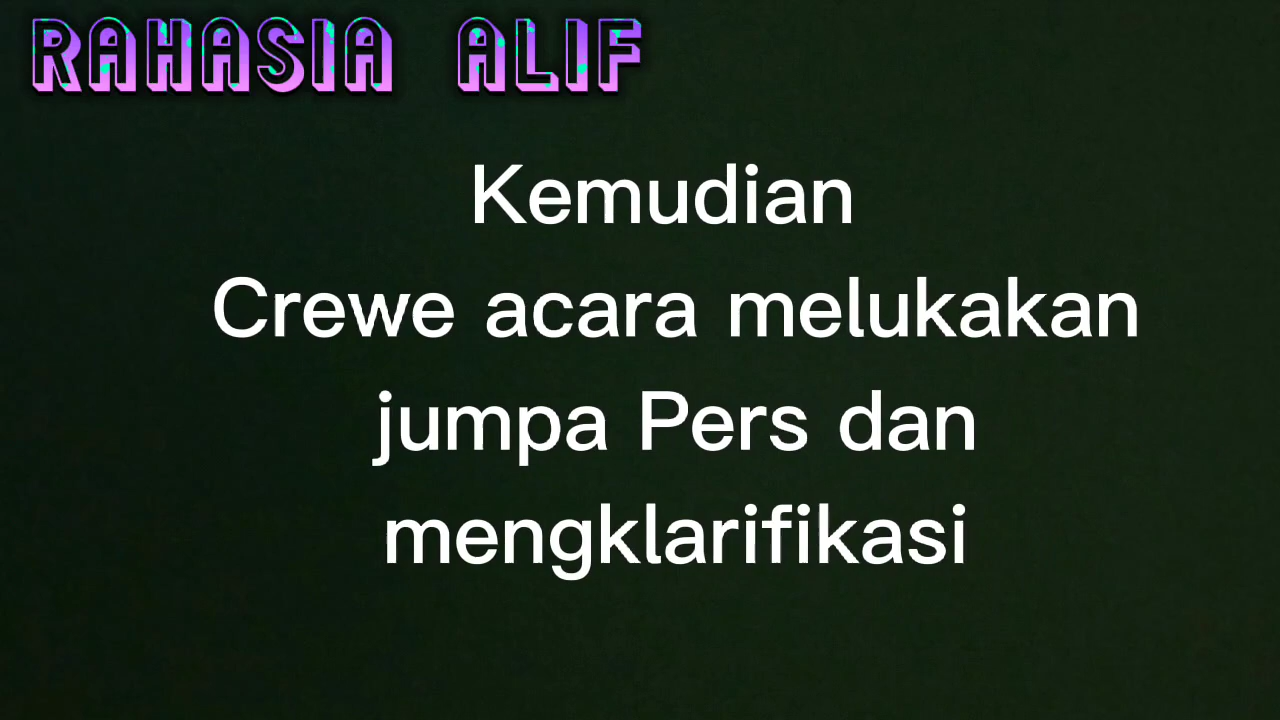 RAHASIA ALIF
Kemudian
Crewe acara melukakan
jumpa Pers dan
mengklarifikasi